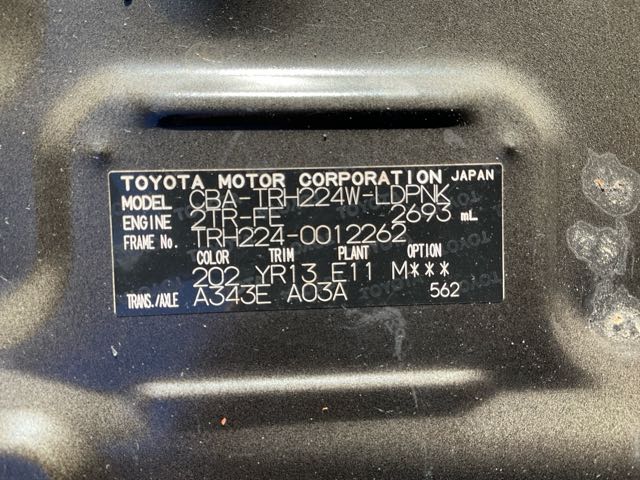 TOYOTA MOTOR CORPORATION JAPAN
MODEL CBA-TRH224W-LDPNK
ENGINE 2TR-FE 2693 mL
FRAME No. TRH224-0012262
COLOR TRIM PLANT OPTION
202 YR13 E11 M***
TRANS./AXLE A343E A03A 562